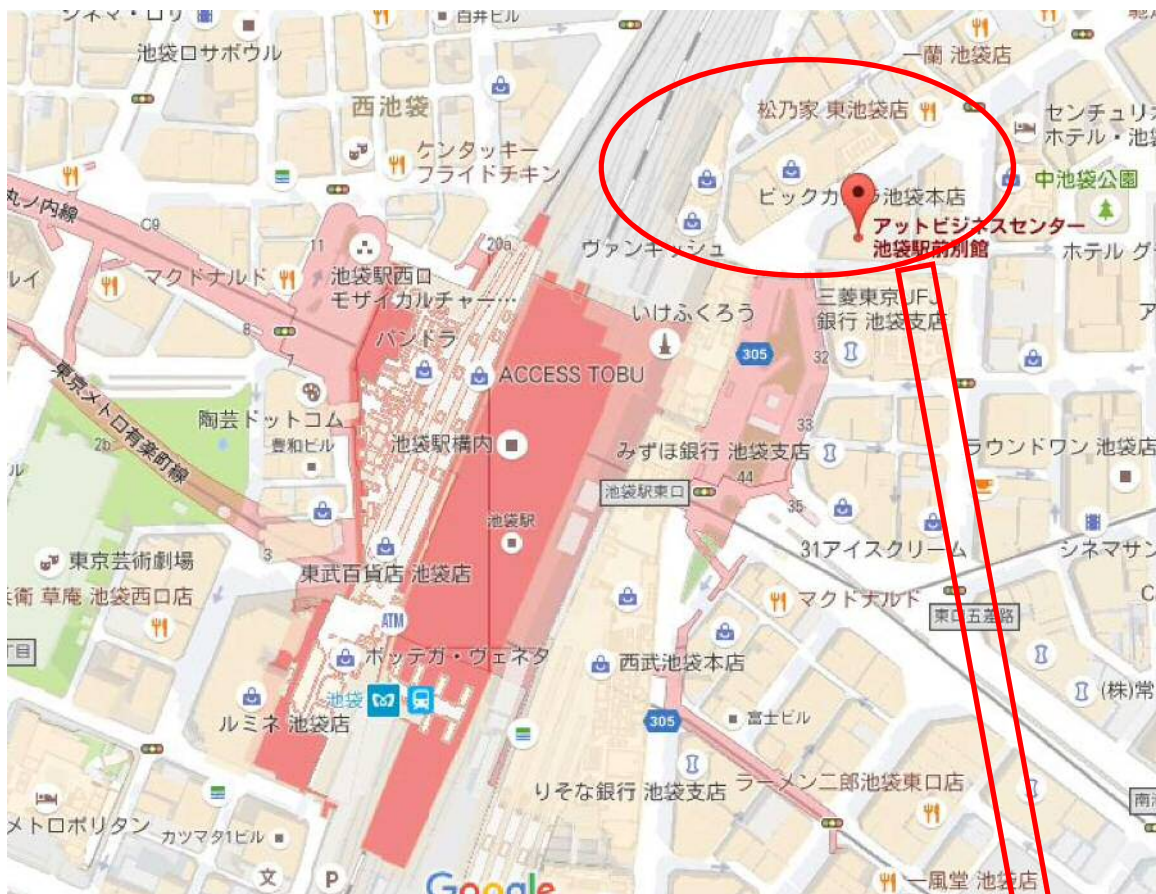 シネマ・ロサ
白井ビル
池袋ロサボウル
一蘭 池袋店
西池袋
松乃家 東池袋店
ケンタッキー
フライドチキン
ホテル・池袋
中池袋公園
丸ノ内線
C9
20a
ビックカ
池袋本店
アットビジネスセンター
池袋駅前別館
ヴァンキッシュ
11
マクドナルド
池袋駅西口
モザイカルチャー…
8
7
パンドラ
いけふくろう
三菱東京UFJ
銀行 池袋支店
305
32
ACCESS TOBU
東京メトロ有楽町線
陶芸ドットコム
豊和ビル
2b
池袋駅構内
みずほ銀行 池袋支店
33
ラウンドワン 池袋店
44
池袋駅東口
35
池袋駅
3
31アイスクリーム
シネマサン
東京芸術劇場
東武百貨店 池袋店
草庵 池袋西口店
マクドナルド
東口五差路
ATM
丁目
ボッテガ・ヴェネタ
西武池袋本店
(株)常
池袋
ルミネ 池袋店
305
富士ビル
りそな銀行 池袋支店
ラーメン二郎池袋東口店
メトロポリタン
カツマタ1ビル
文
P
Google
一風堂 池袋店